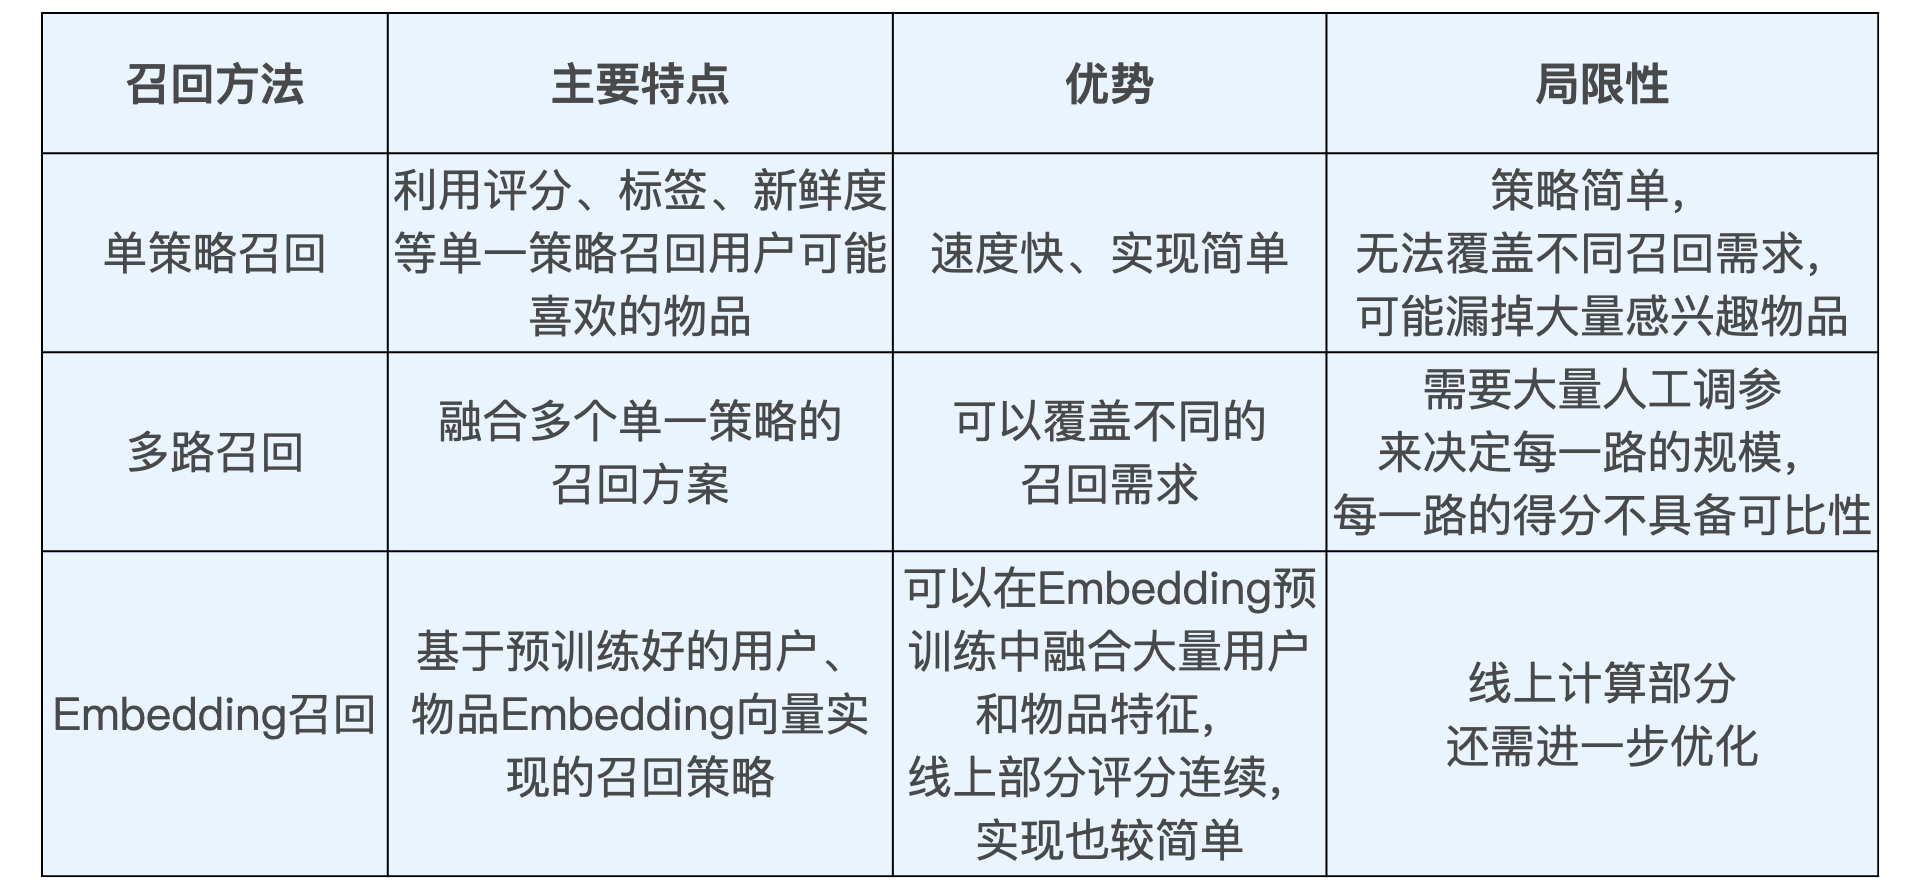 召回方法
主要特点
优势
局限性
单策略召回
利用评分、标签、新鲜度
等单一策略召回用户可能
喜欢的物品
速度快、实现简单
策略简单，
无法覆盖不同召回需求，
可能漏掉大量感兴趣物品
多路召回
融合多个单一策略的
召回方案
可以覆盖不同的
召回需求
需要大量人工调参
来决定每一路的规模，
每一路的得分不具备可比性
Embedding召回
基于预训练好的用户、
物品Embedding向量实
现的召回策略
可以在Embedding预
训练中融合大量用户
和物品特征，
线上部分评分连续，
实现也较简单
线上计算部分
还需进一步优化